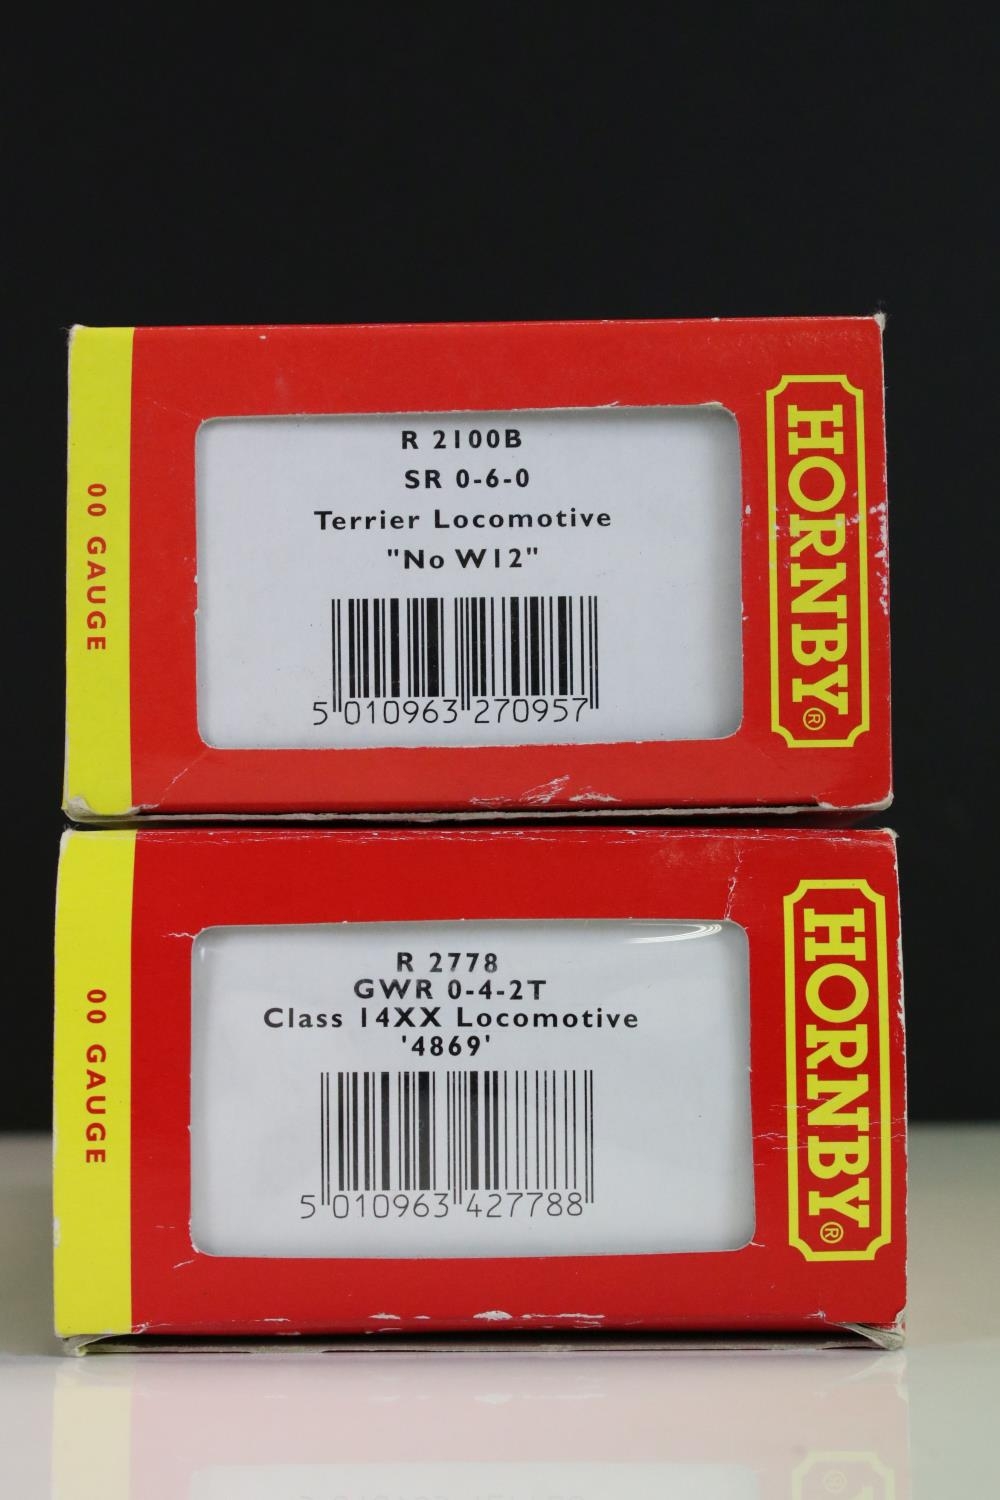 R 2100B
SR 0-6-0
Terrier Locomotive
"No W12"
5 010963 270957
00 GAUGE
HORNBY®
R 2778
GWR 0-4-2T
Class 14XX Locomotive
'4869'
5 010963 427788
00 GAUGE
HORNBY®